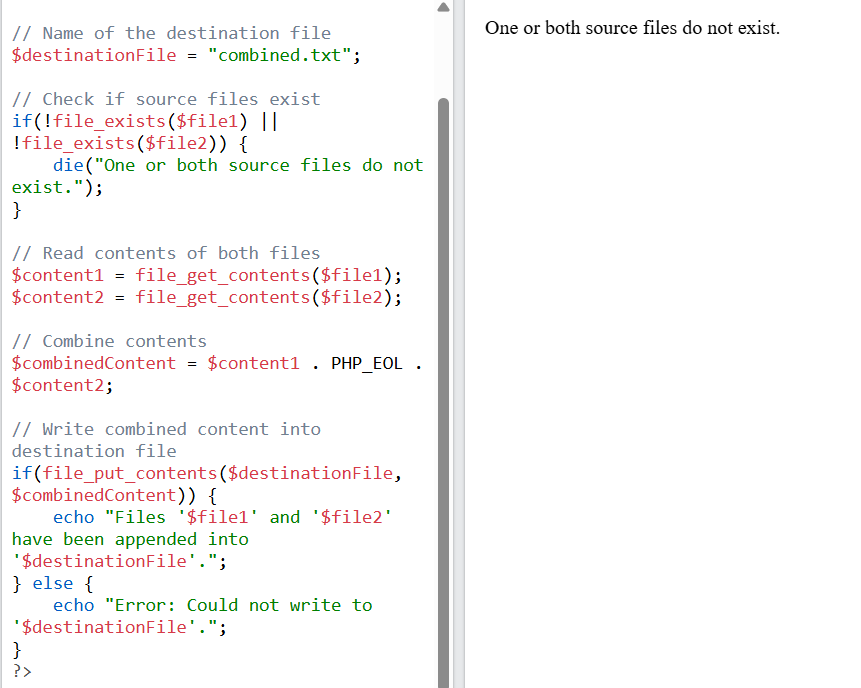 // Name of the destination file
$destinationFile = "combined.txt";
// Check if source files exist
if(!file_exists($file1) ||
!file_exists($file2)) {
    die("One or both source files do not
exist.");
}
// Read contents of both files
$content1 = file_get_contents($file1);
$content2 = file_get_contents($file2);
// Combine contents
$combinedContent = $content1 . PHP_EOL .
$content2;
// Write combined content into
destination file
if(file_put_contents($destinationFile,
$combinedContent)) {
    echo "Files '$file1' and '$file2'
have been appended into
'$destinationFile'.";
} else {
    echo "Error: Could not write to
'$destinationFile'.";
}
?>
One or both source files do not exist.